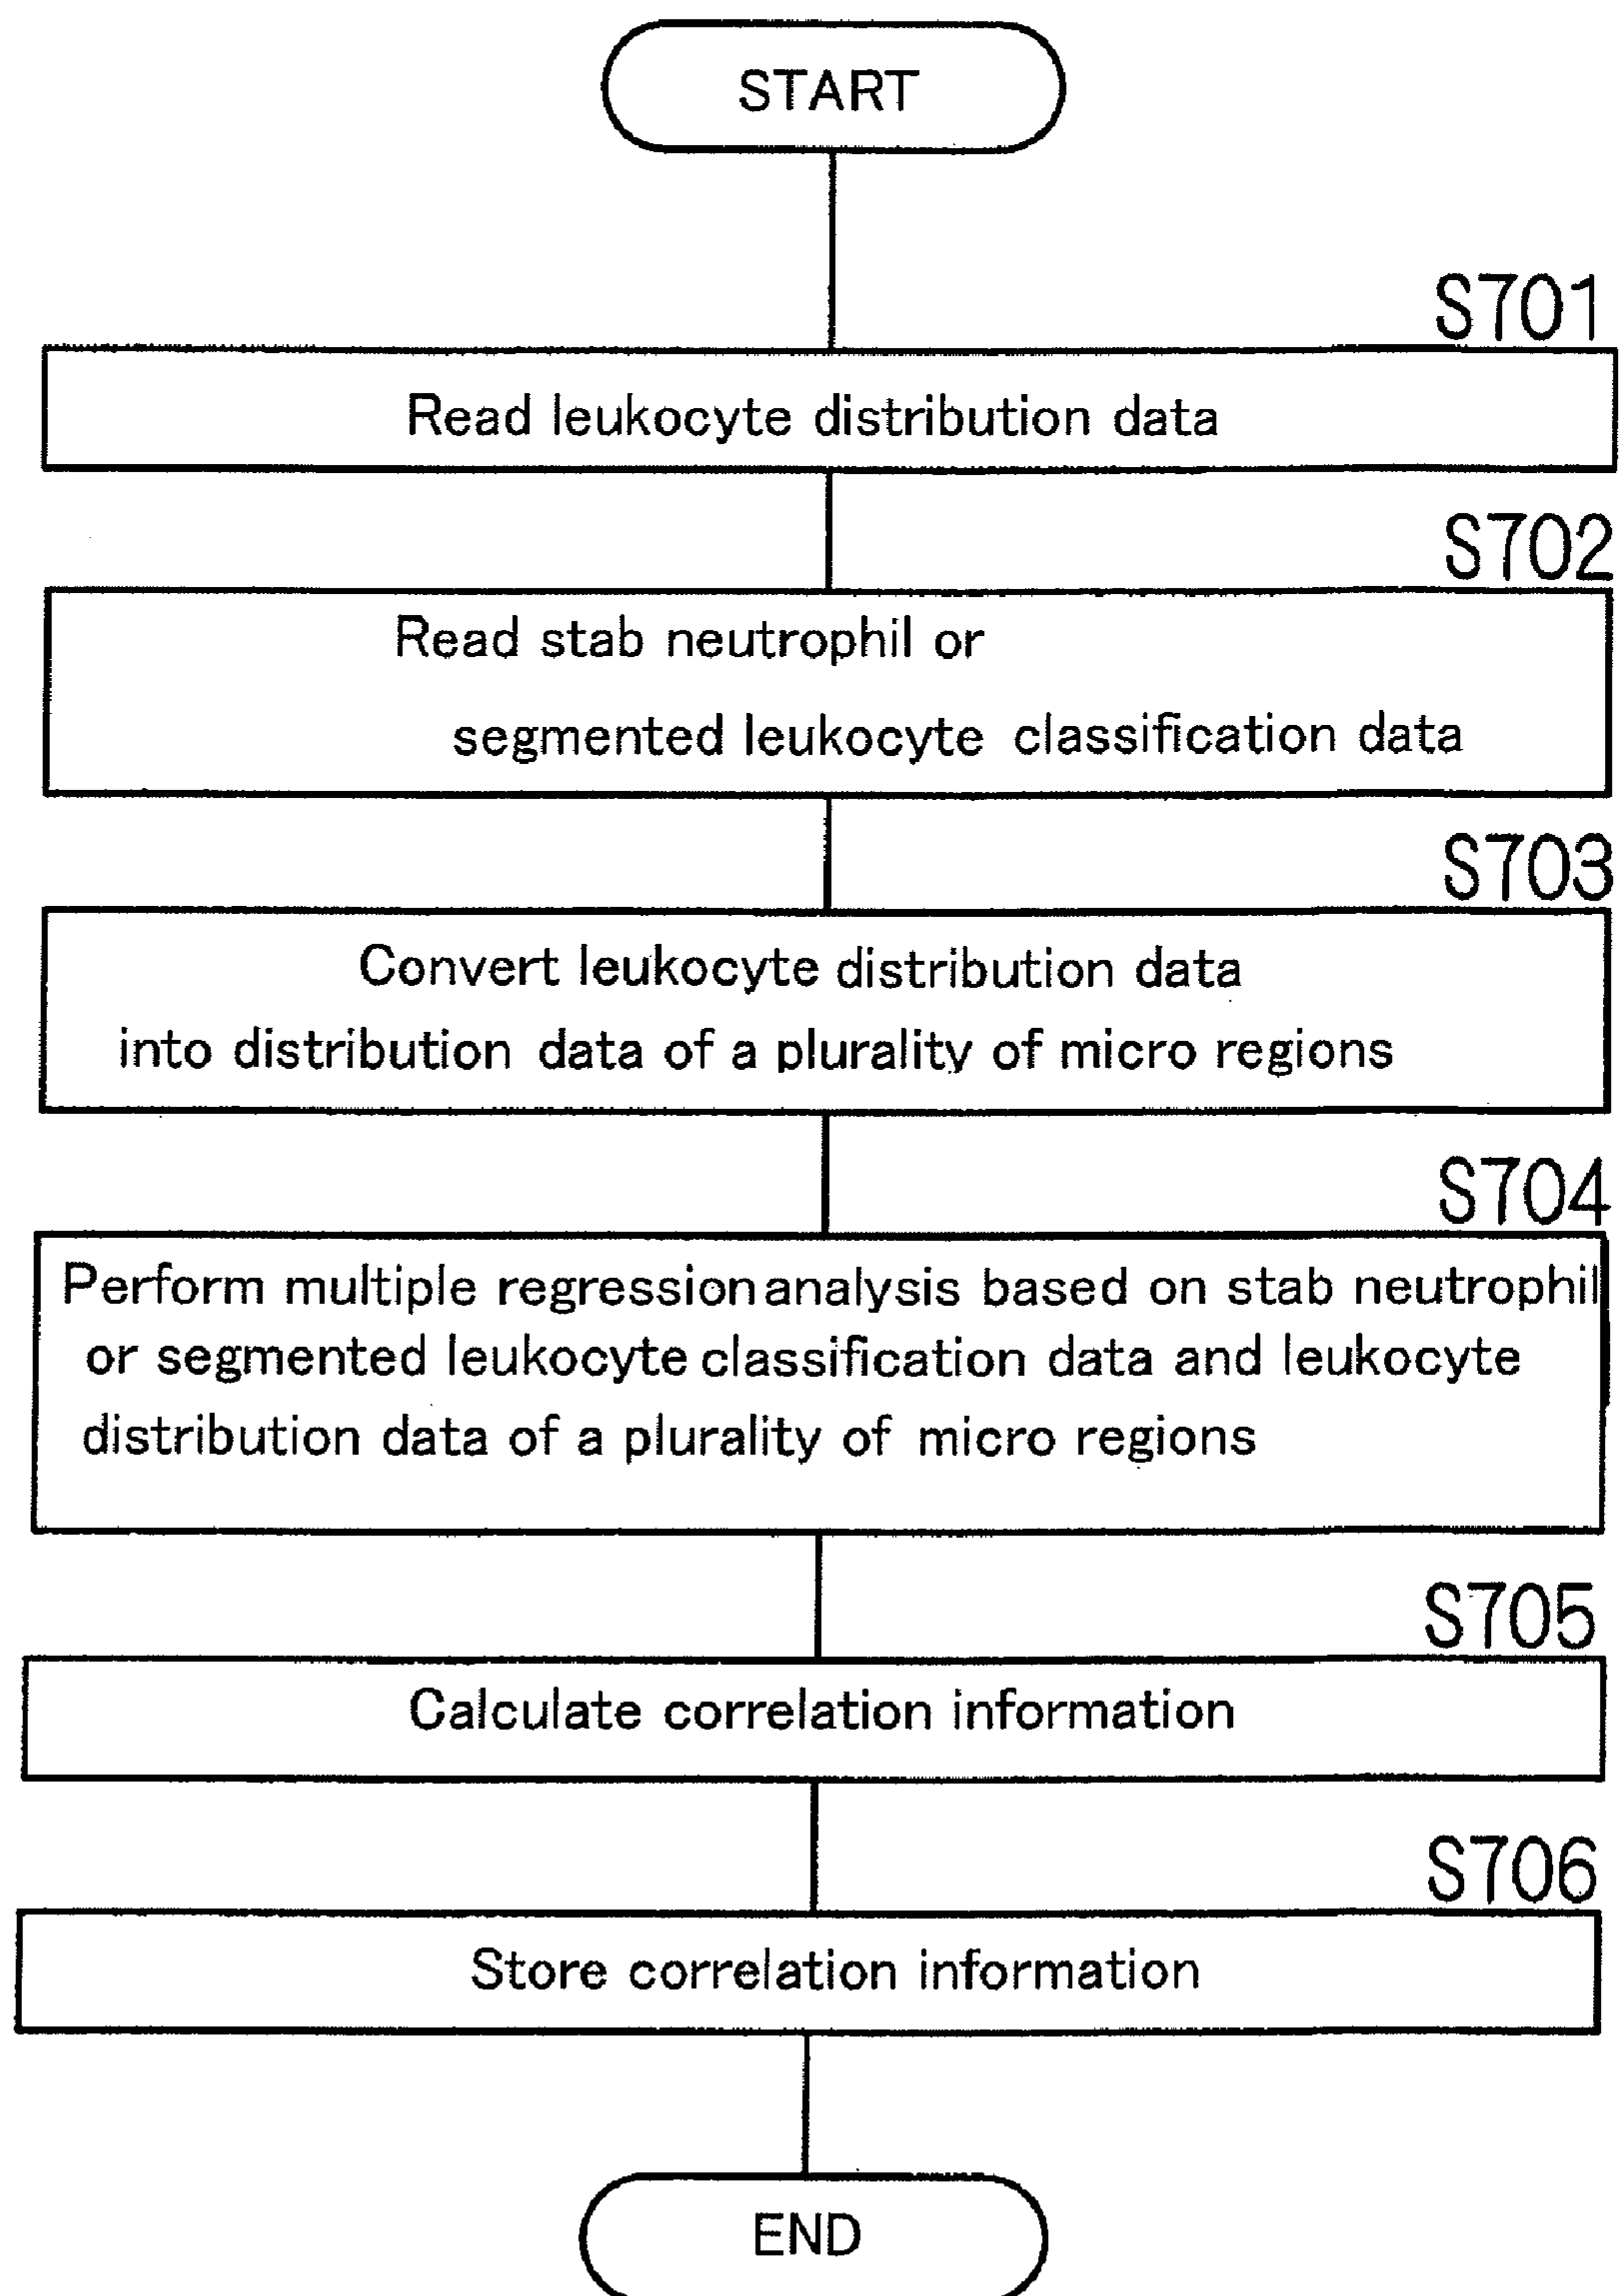 START
S701
Read leukocyte distribution data
S702
Read stab neutrophil or
segmented leukocyte classification data
S703
Convert leukocyte distribution data
into distribution data of a plurality of micro regions
S704
Perform multiple regression analysis based on stab neutrophil
or segmented leukocyte classification data and leukocyte
distribution data of a plurality of micro regions
S705
Calculate correlation information
S706
Store correlation information
END